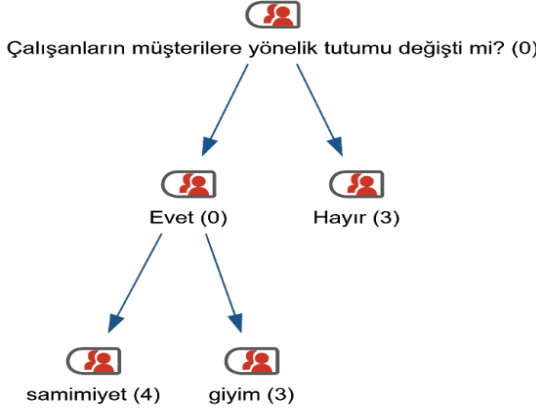 Çalışanların müşterilere yönelik tutumu değişti mi? (0)
Evet (0)
Hayır (3)
samimiyet (4)
giyim (3)